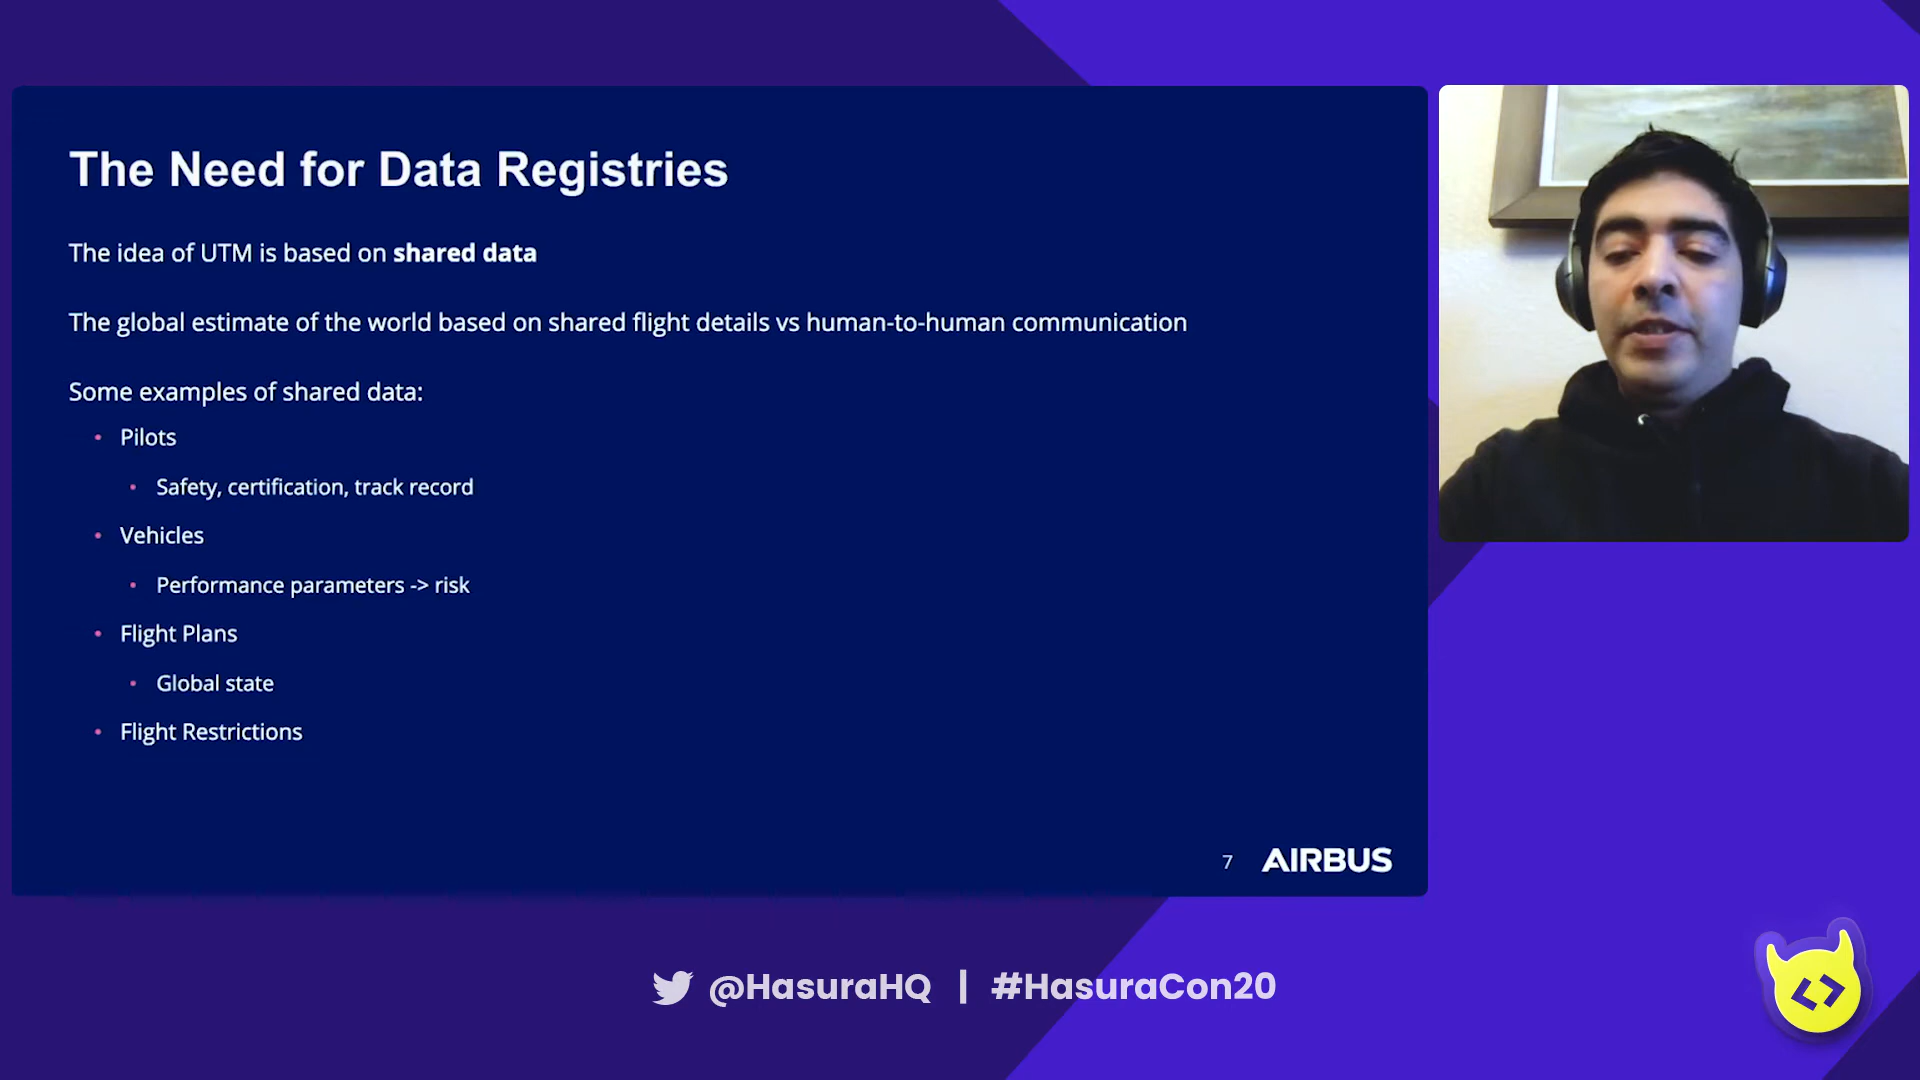 The Need for Data Registries
The idea of UTM is based on shared data
The global estimate of the world based on shared flight details vs human-to-human communication
Some examples of shared data:
• Pilots
• Safety, certification, track record
• Vehicles
• Performance parameters -> risk
• Flight Plans
• Global state
• Flight Restrictions
7 AIRBUS
@HasuraHQ | #HasuraCon20